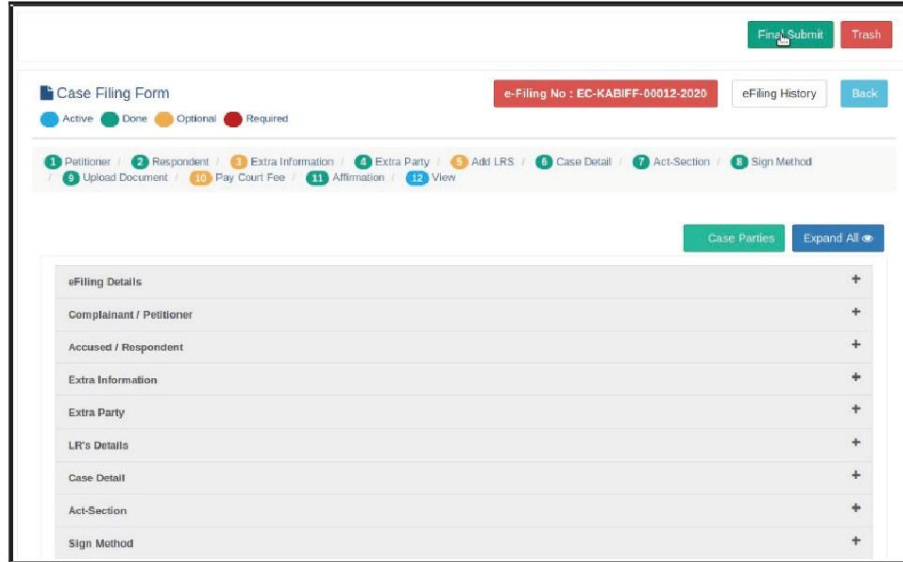 Final Submit Trash
Case Filing Form e-Filing No : EC-KABIFF-00012-2020 eFiling History Back
Active Done Optional Required
1 Petitioner / 2 Respondent / 3 Extra Information / 4 Extra Party / 5 Add LRS / 6 Case Detail / 7 Act-Section / 8 Sign Method
/ 9 Upload Document / 10 Pay Court Fee / 11 Affirmation / 12 View
Case Parties Expand All
eFiling Details +
Complainant / Petitioner +
Accused / Respondent +
Extra Information +
Extra Party +
LR's Details +
Case Detail +
Act-Section +
Sign Method +